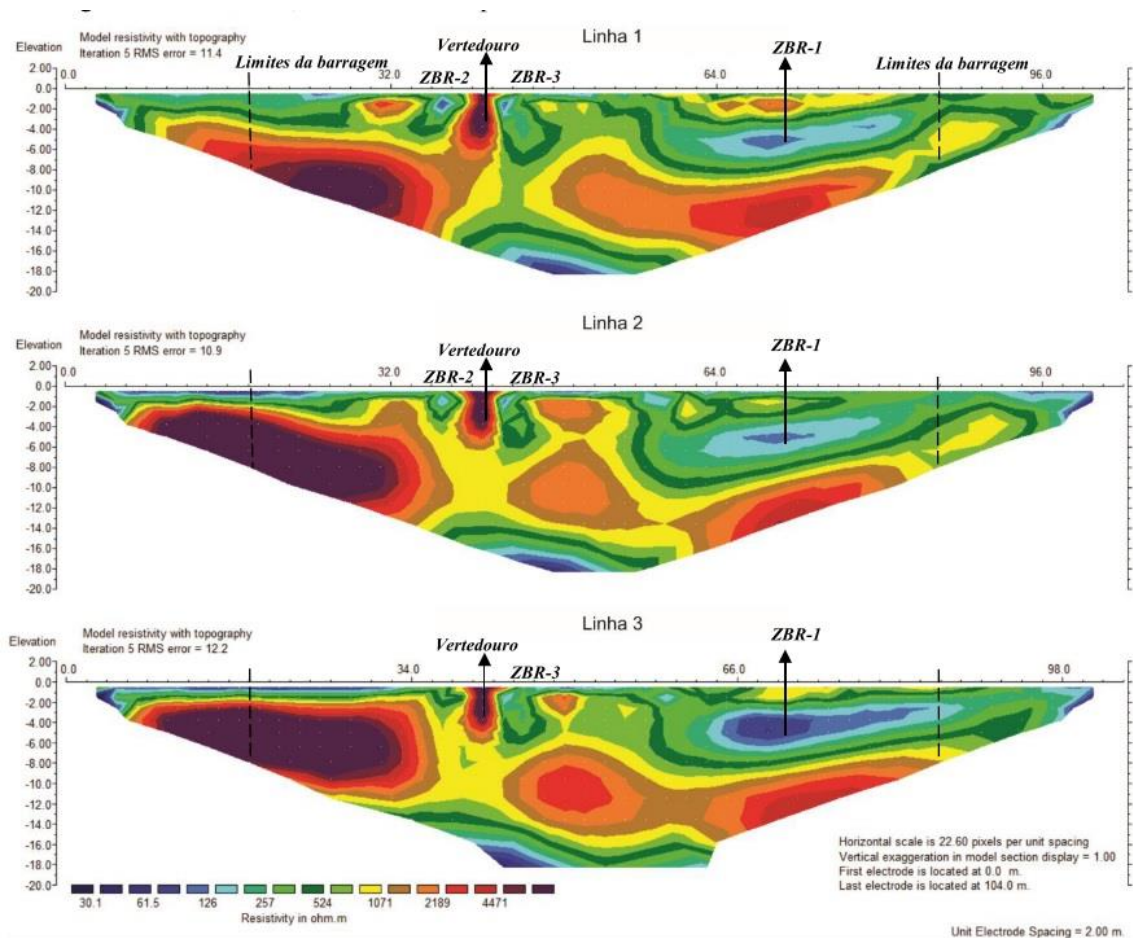 Linha 1
Model resistivity with topography
Iteration 5 RMS error = 11.4
Elevation
Vertedouro
ZBR-1
Limites da barragem
ZBR-2
ZBR-3
Limites da barragem
0.0 32.0 64.0 96.0
2.00
0.0
-2.00
-4.00
-6.00
-8.00
-10.0
-12.0
-14.0
-16.0
-18.0
-20.0
Linha 2
Model resistivity with topography
Iteration 5 RMS error = 10.9
Elevation
Vertedouro
ZBR-1
ZBR-2
ZBR-3
0.0 32.0 64.0 96.0
2.00
0.0
-2.00
-4.00
-6.00
-8.00
-10.0
-12.0
-14.0
-16.0
-18.0
-20.0
Linha 3
Model resistivity with topography
Iteration 5 RMS error = 12.2
Elevation
Vertedouro
ZBR-1
ZBR-3
0.0 34.0 66.0 98.0
2.00
0.0
-2.00
-4.00
-6.00
-8.00
-10.0
-12.0
-14.0
-16.0
-18.0
-20.0
30.1 61.5 126 257 524 1071 2189 4471
Resistivity in ohm.m
Horizontal scale is 22.60 pixels per unit spacing
Vertical exaggeration in model section display = 1.00
First electrode is located at 0.0 m.
Last electrode is located at 104.0 m.
Unit Electrode Spacing = 2.00 m.